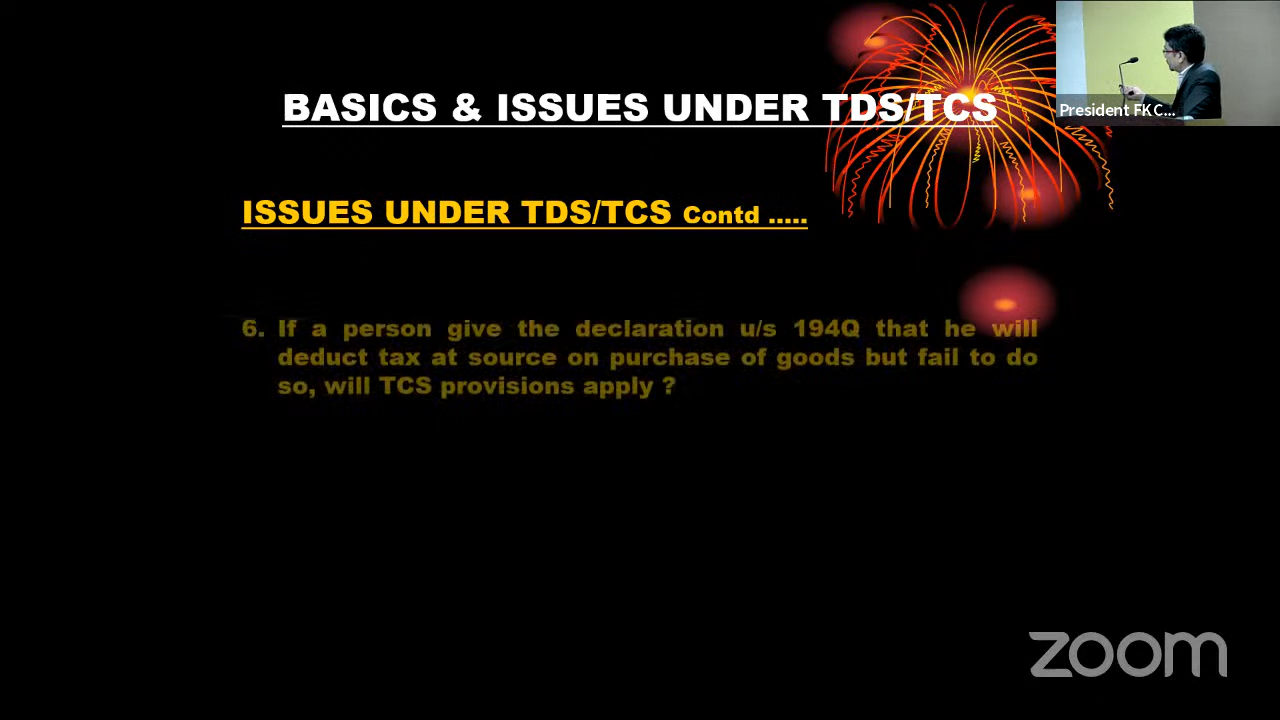 BASICS & ISSUES UNDER TDS/TCS
President FKC...
ISSUES UNDER TDS/TCS Contd .....
6. If a person give the declaration u/s 194Q that he will
deduct tax at source on purchase of goods but fail to do
so, will TCS provisions apply ?
zoom